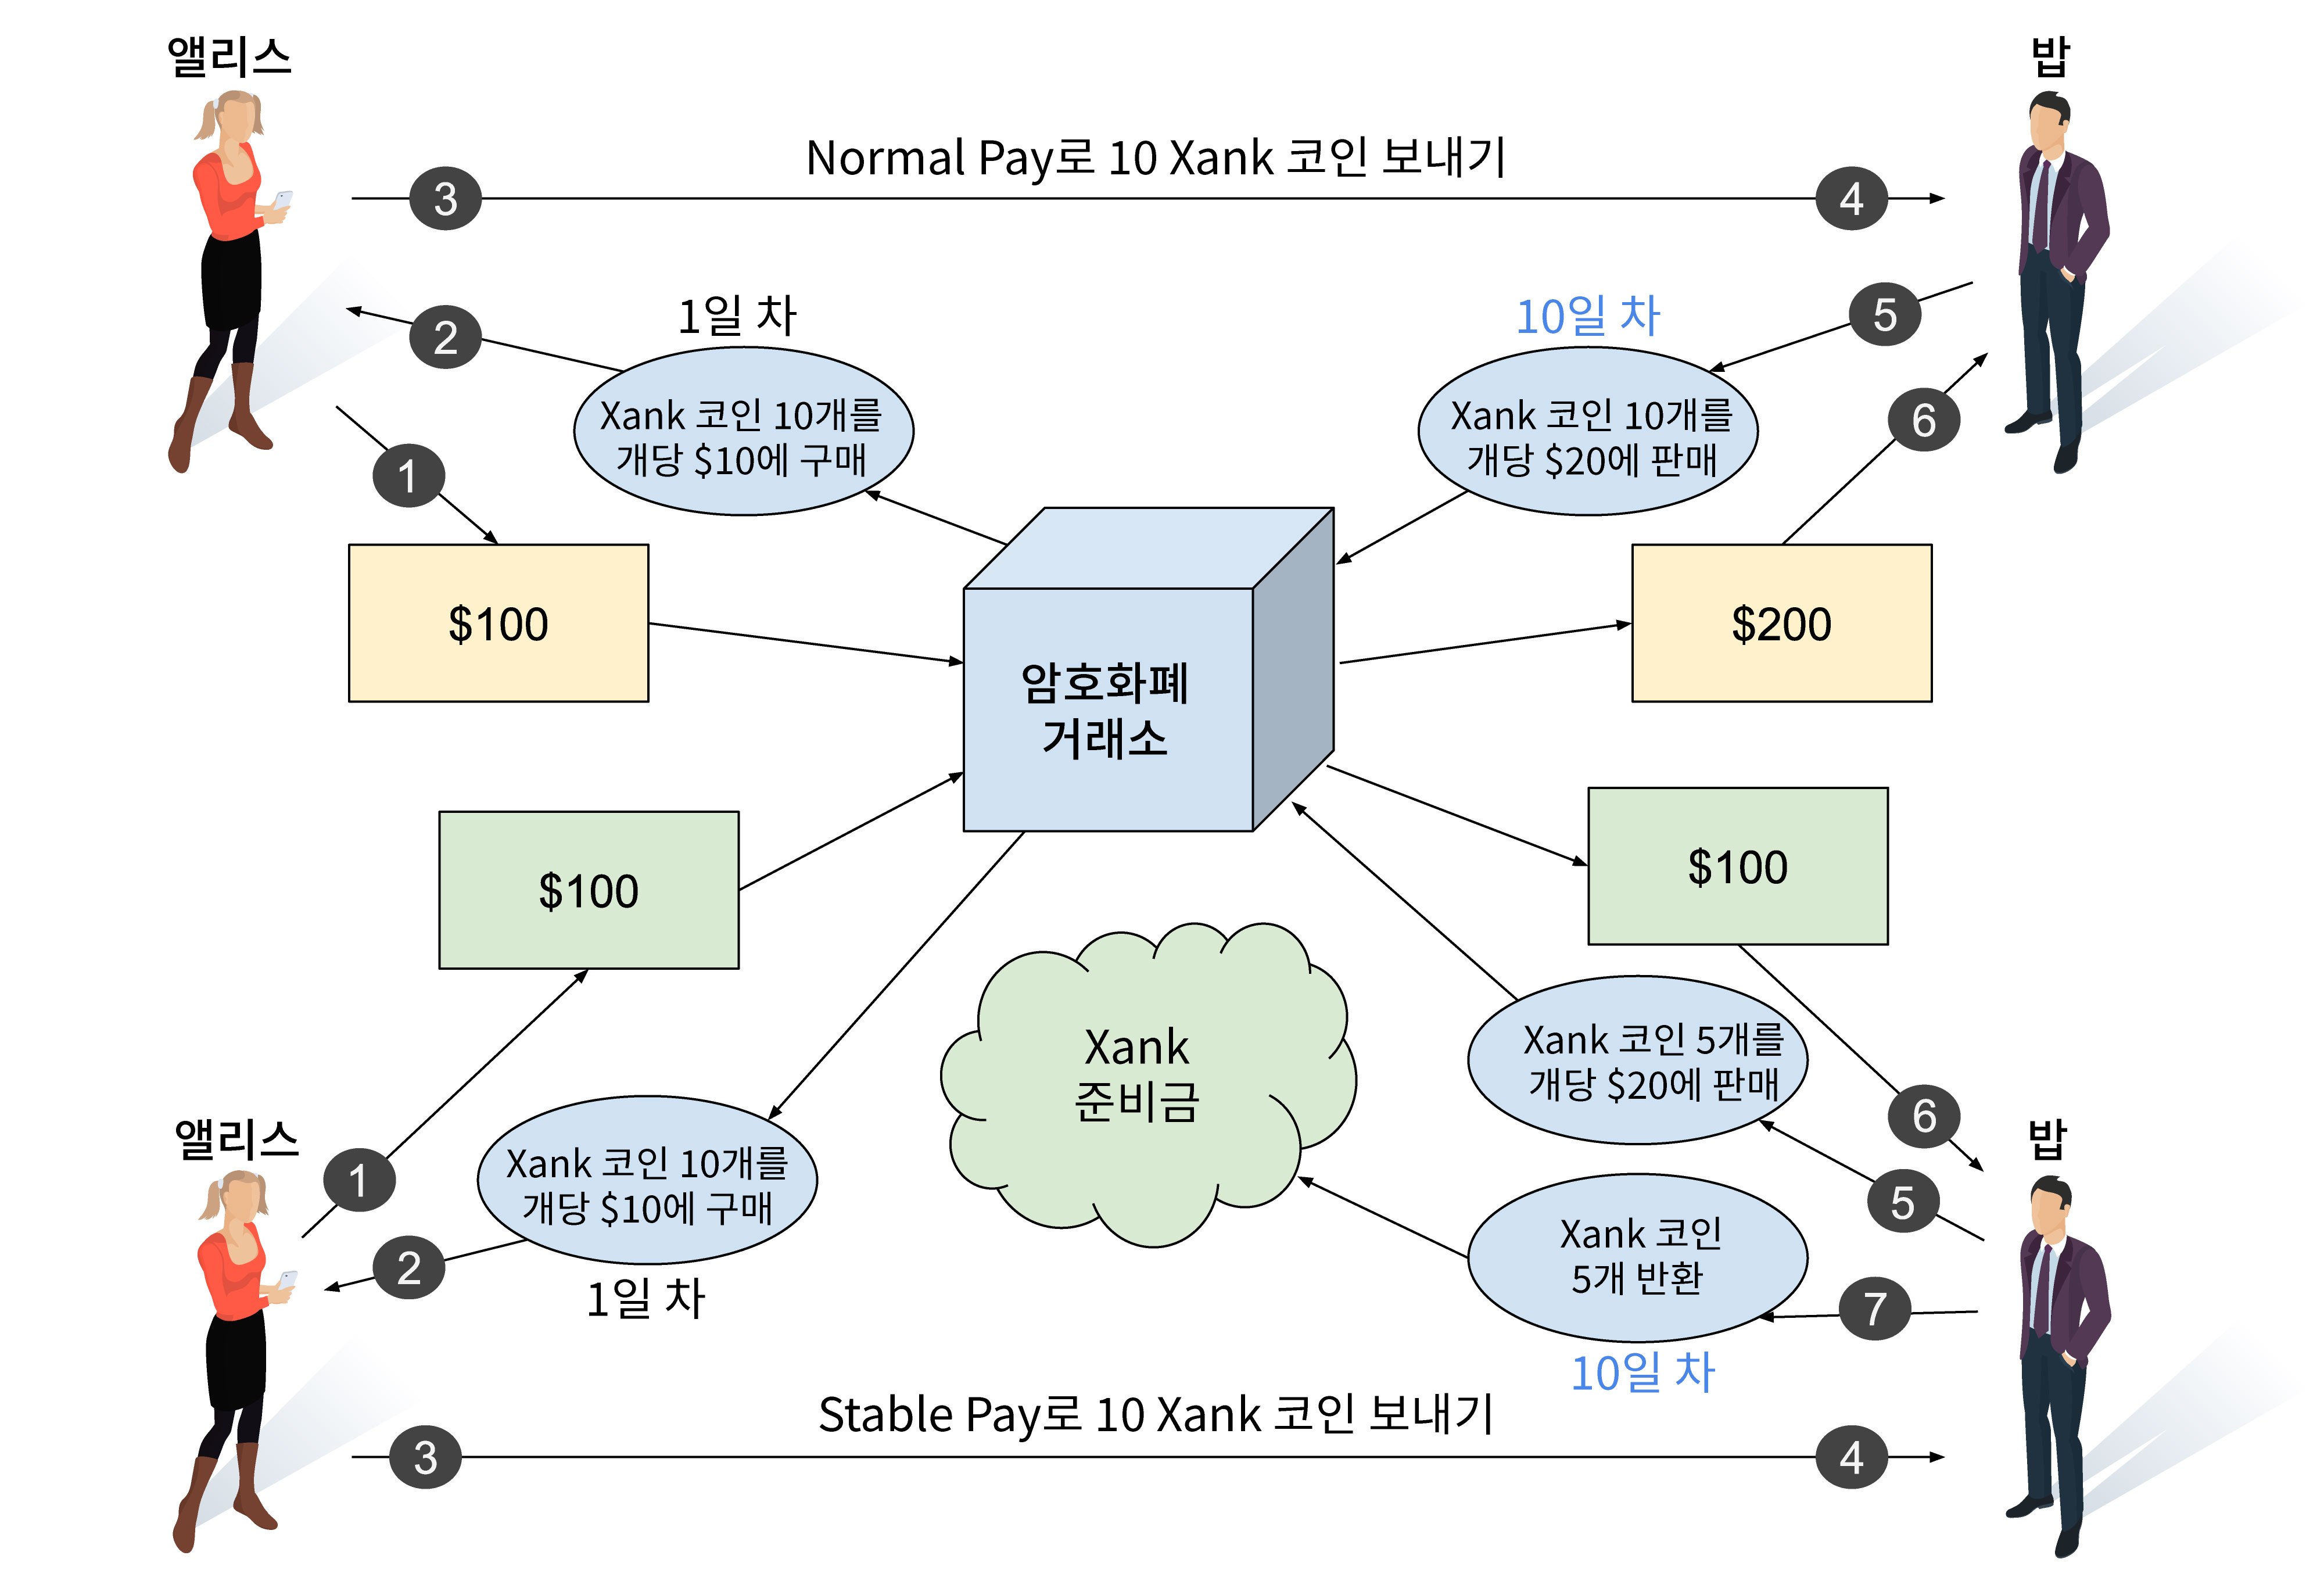 앨리스
밥
Normal Pay로 10 Xank 코인 보내기
3
4
1일 차
10일 차
2
5
Xank 코인 10개를
개당 $10에 구매
Xank 코인 10개를
개당 $20에 판매
6
1
$100
$200
암호화폐
거래소
$100
$100
Xank
준비금
Xank 코인 5개를
개당 $20에 판매
6
앨리스
밥
1
Xank 코인 10개를
개당 $10에 구매
5
2
Xank 코인
5개 반환
1일 차
7
10일 차
Stable Pay로 10 Xank 코인 보내기
3
4